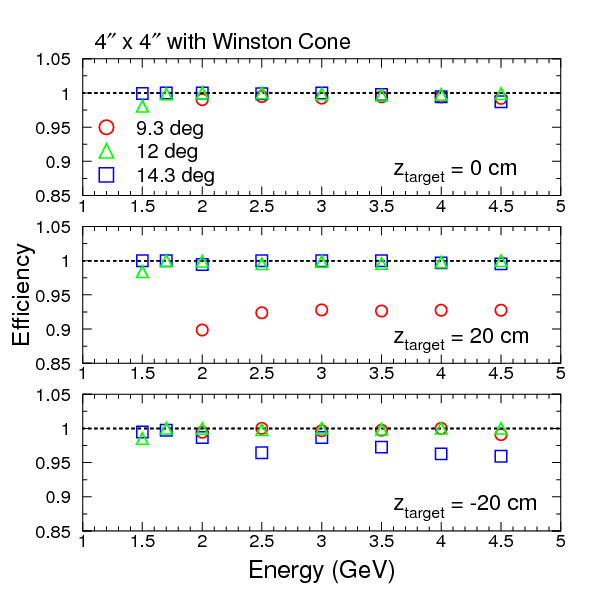 4″ x 4″ with Winston Cone
1.05
1
0.95
0.9
0.85
9.3 deg
12 deg
14.3 deg
z_target = 0 cm
1 1.5 2 2.5 3 3.5 4 4.5 5
Efficiency
1.05
1
0.95
0.9
0.85
z_target = 20 cm
1 1.5 2 2.5 3 3.5 4 4.5 5
1.05
1
0.95
0.9
0.85
z_target = -20 cm
1 1.5 2 2.5 3 3.5 4 4.5 5
Energy (GeV)